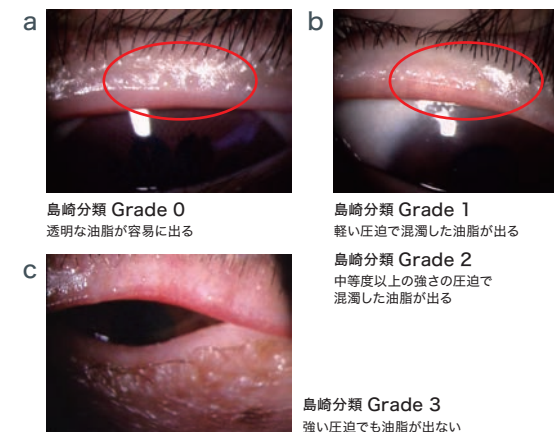 a
島崎分類 Grade 0
透明な油脂が容易に出る
b
島崎分類 Grade 1
軽い圧迫で混濁した油脂が出る
島崎分類 Grade 2
中等度以上の強さの圧迫で
混濁した油脂が出る
c
島崎分類 Grade 3
強い圧迫でも油脂が出ない